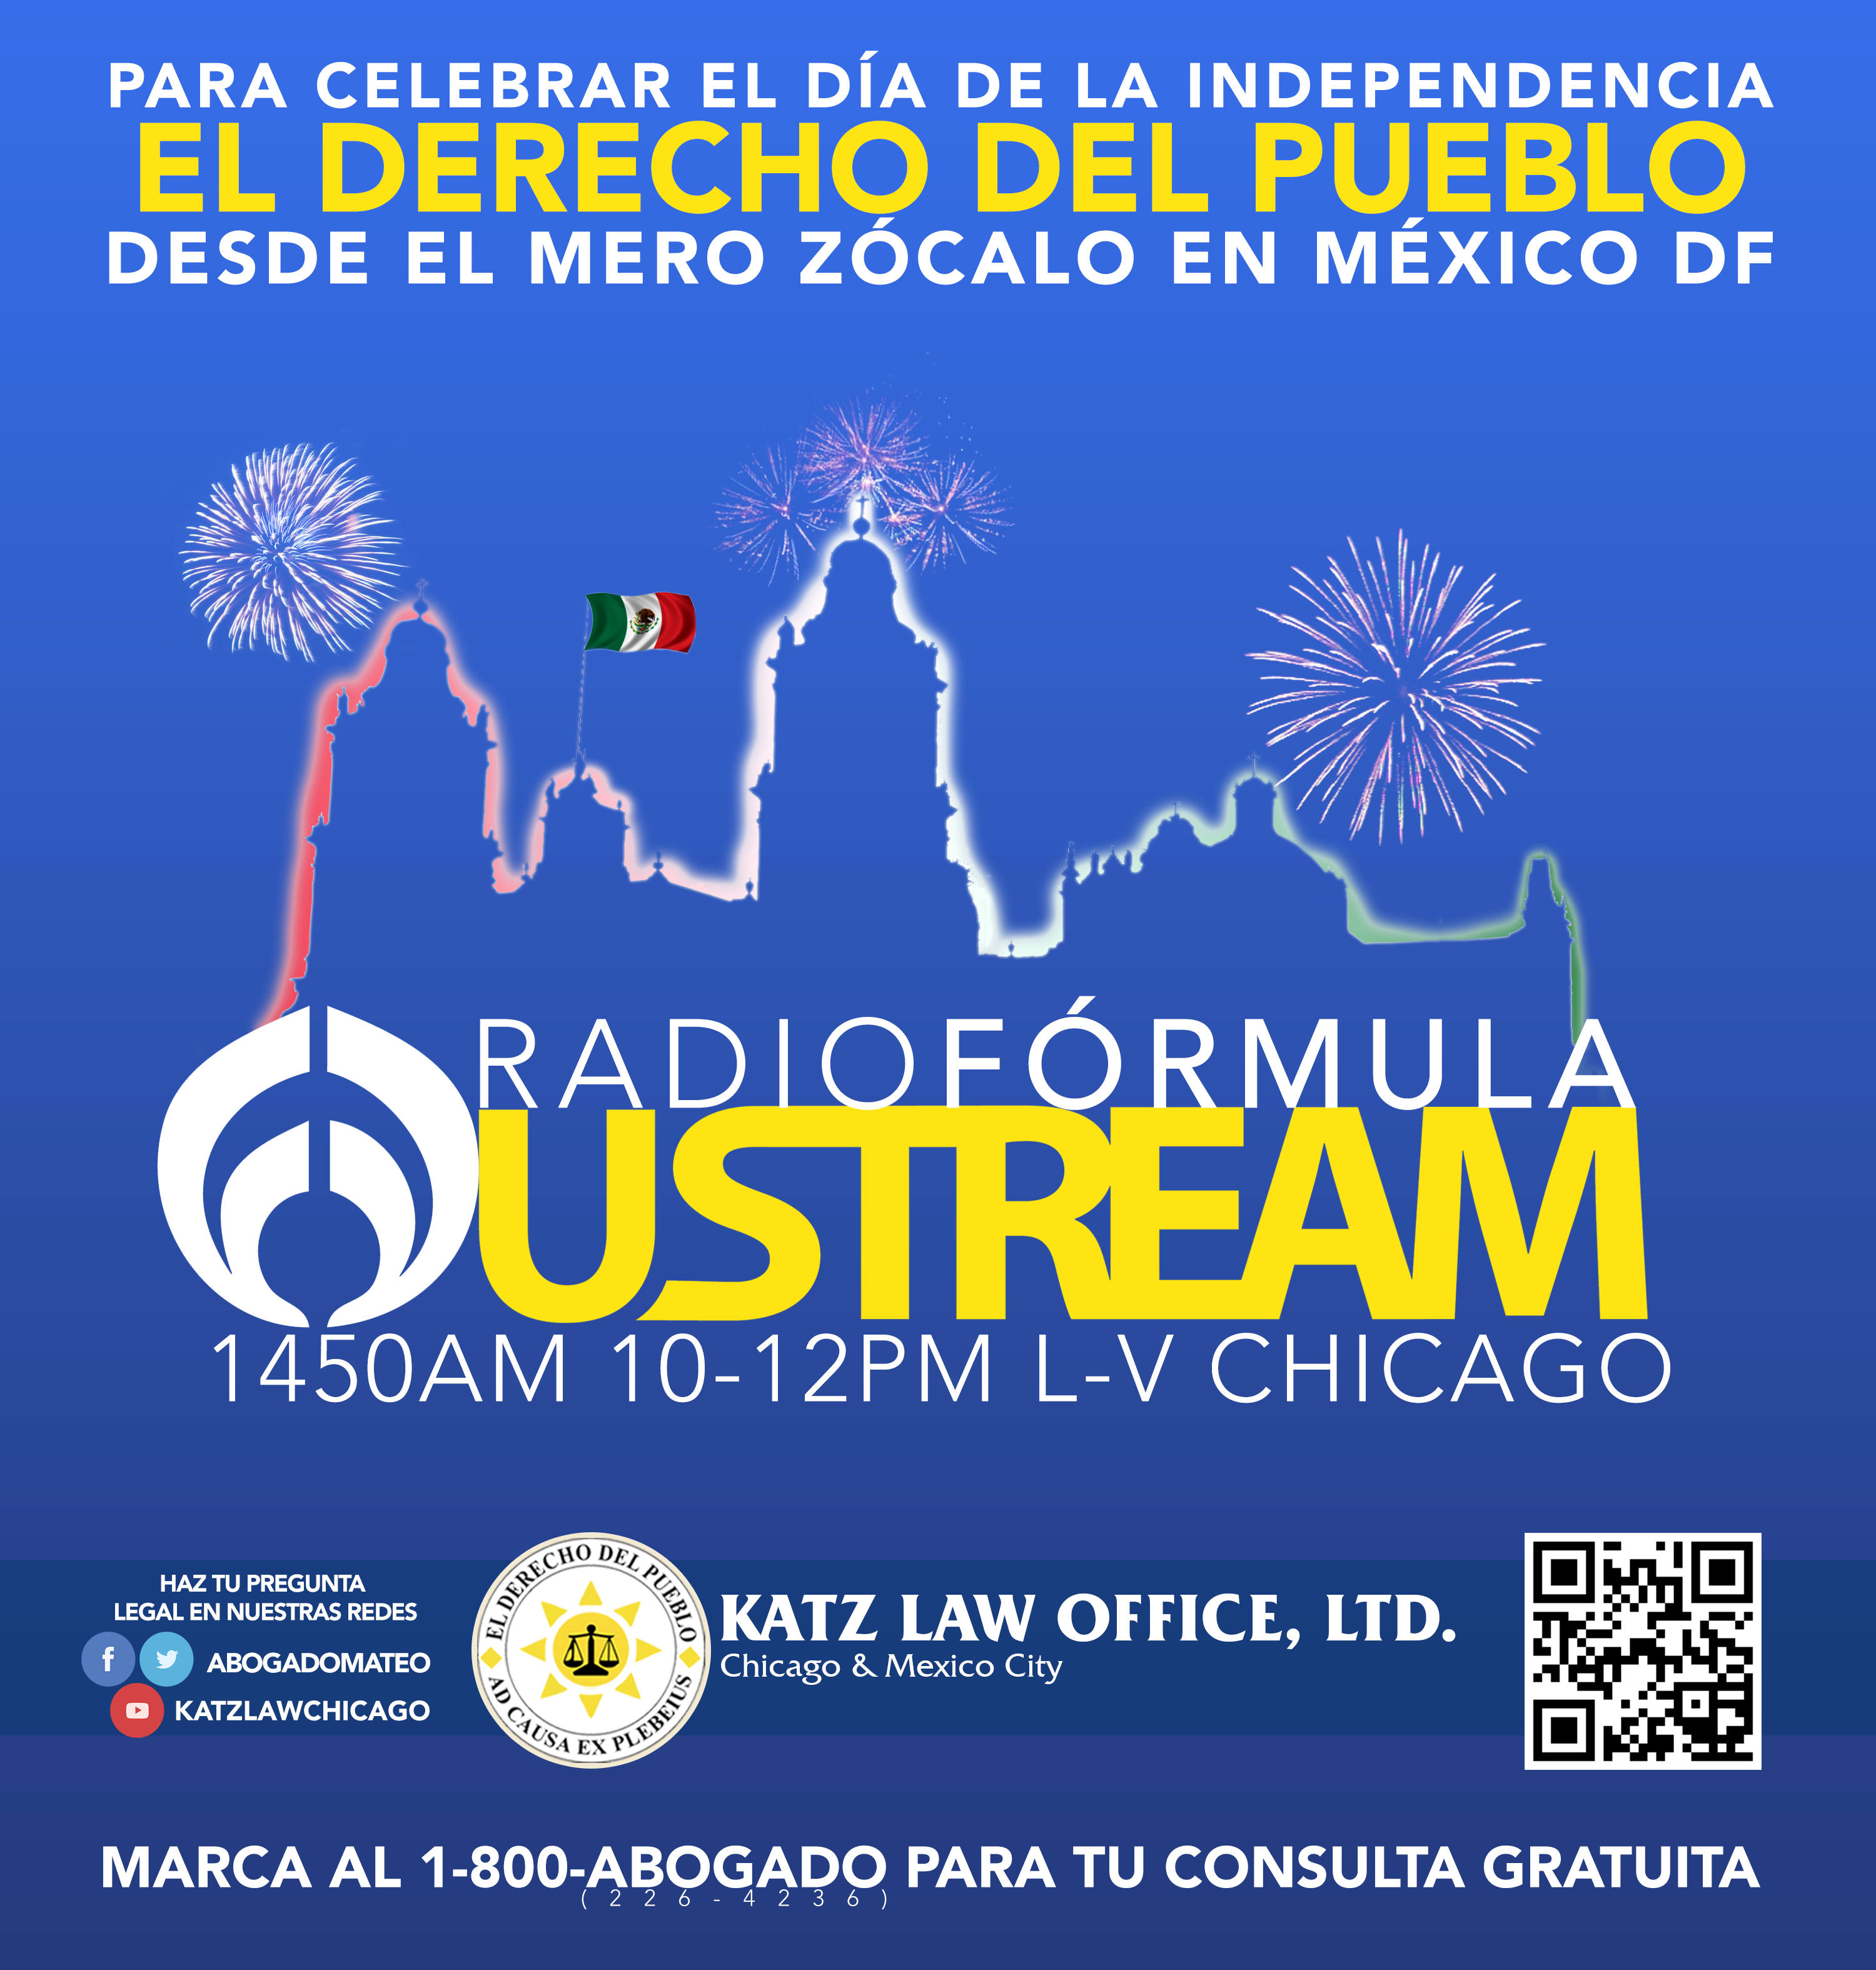 PARA CELEBRAR EL DÍA DE LA INDEPENDENCIA
EL DERECHO DEL PUEBLO
DESDE EL MERO ZÓCALO EN MÉXICO DF
RADIOFÓRMULA
USTREAM
1450AM 10-12PM L-V CHICAGO
HAZ TU PREGUNTA
LEGAL EN NUESTRAS REDES
ABOGADOMATEO
KATZLAWCHICAGO
EL DERECHO DEL PUEBLO
AD CAUSA EX PLEBEIUS
KATZ LAW OFFICE, LTD.
Chicago & Mexico City
MARCA AL 1-800-ABOGADO PARA TU CONSULTA GRATUITA
(226-4236)